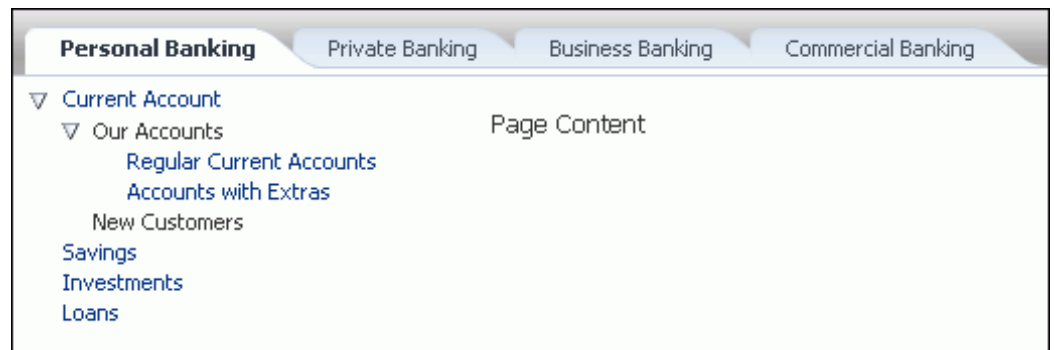 Personal Banking Private Banking Business Banking Commercial Banking
Current Account
Our Accounts
Page Content
Regular Current Accounts
Accounts with Extras
New Customers
Savings
Investments
Loans